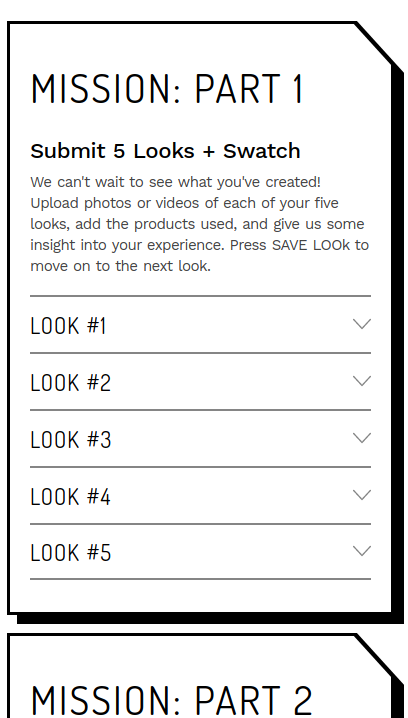 MISSION: PART 1
Submit 5 Looks + Swatch
We can't wait to see what you've created!
Upload photos or videos of each of your five
looks, add the products used, and give us some
insight into your experience. Press SAVE LOOk to
move on to the next look.
LOOK #1
LOOK #2
LOOK #3
LOOK #4
LOOK #5
MISSION: PART 2